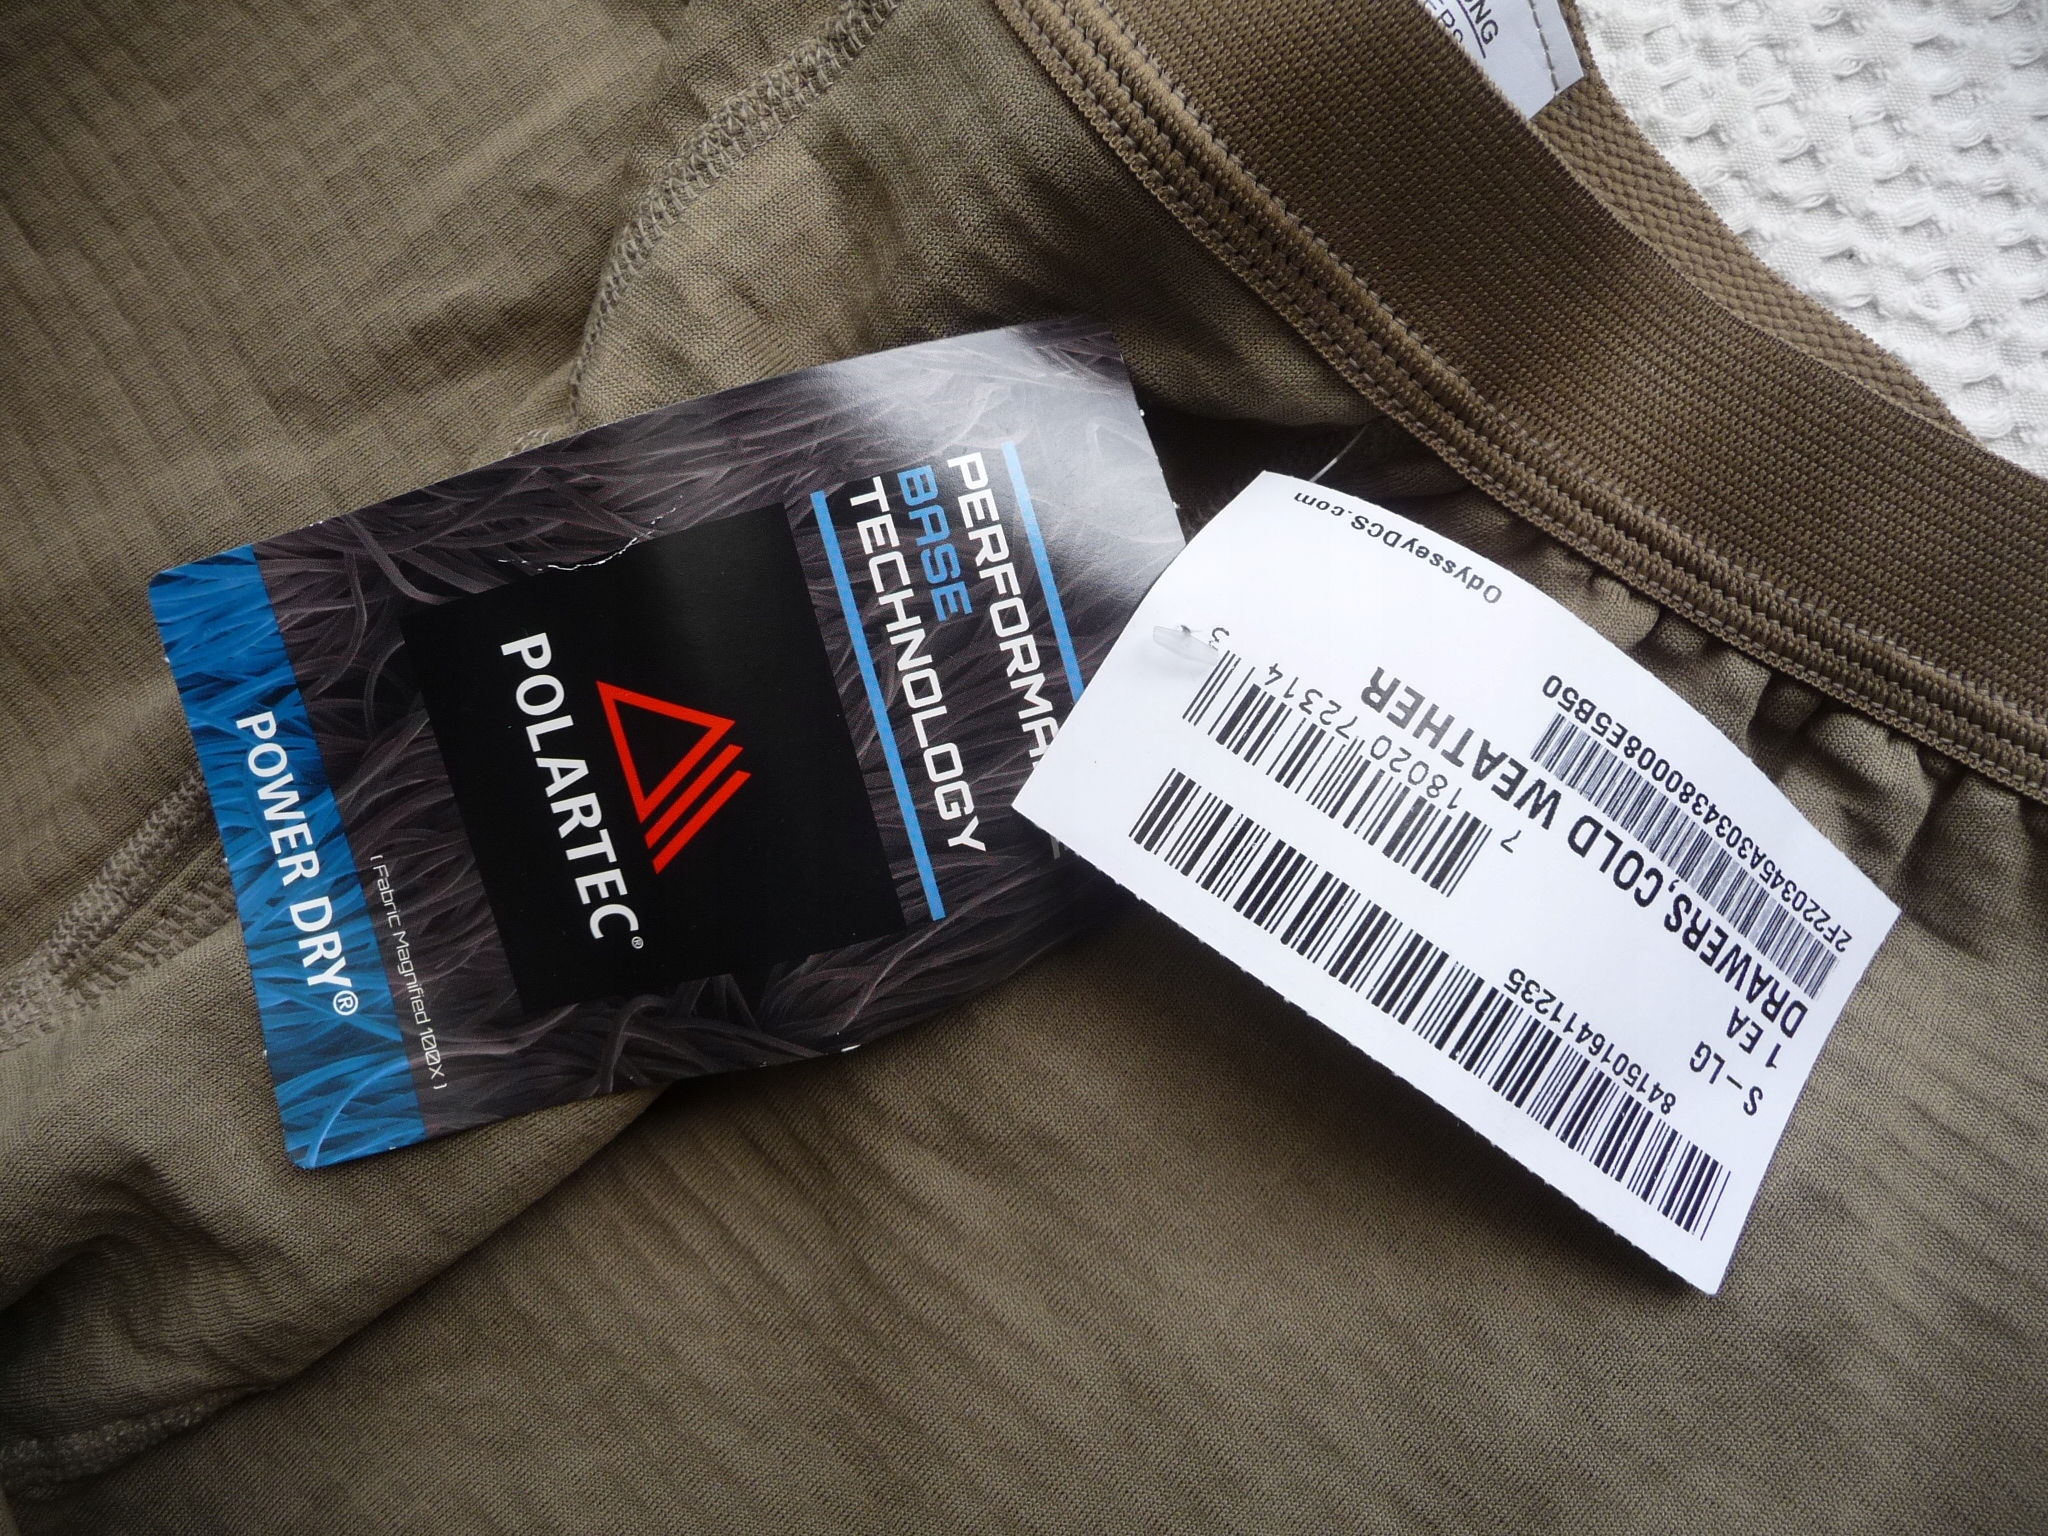 PERFORMA
BASE
TECHNOLOGY
POLARTEC®
[ Fabric Magnified 100X ]
POWER DRY®
2F220345A30343800008E5B50
DRAWERS,COLD WEATHER
1 EA
S-LG
7 18020 72314 3
8415016411235
OdysseyDCS.com